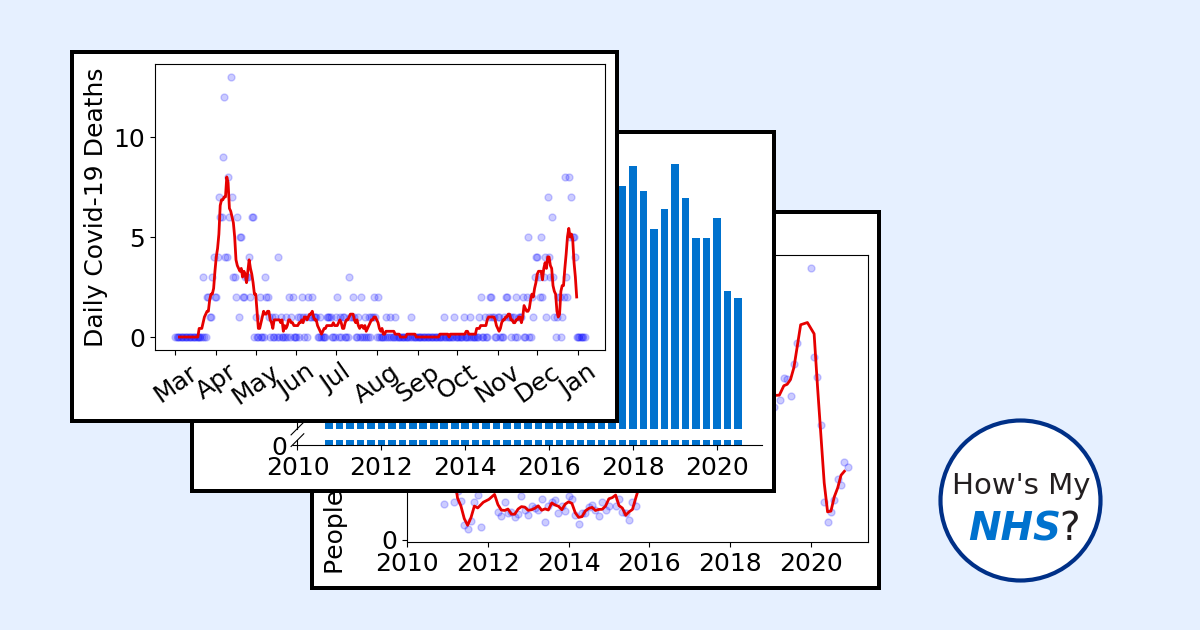 Daily Covid-19 Deaths
10
5
0
Mar Apr May Jun Jul Aug Sep Oct Nov Dec Jan
0
2010 2012 2014 2016 2018 2020
People
0
2010 2012 2014 2016 2018 2020
How's My
NHS?